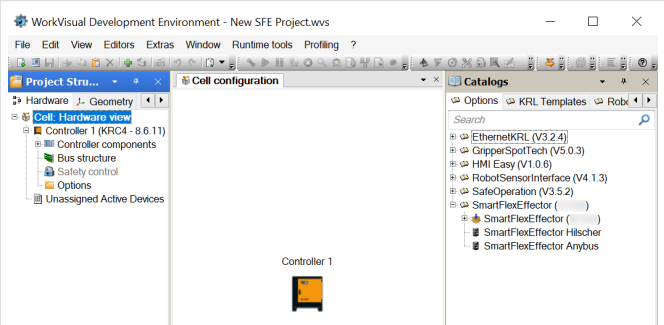 WorkVisual Development Environment - New SFE Project.wvs
File Edit View Editors Extras Window Runtime tools Profiling ?
Project Stru...
Hardware Geometry
Cell: Hardware view
Controller 1 (KRC4 - 8.6.11)
Controller components
Bus structure
Safety control
Options
Unassigned Active Devices
Cell configuration
Controller 1
Catalogs
Options KRL Templates Robo
Search
EthernetKRL (V3.2.4)
GripperSpotTech (V5.0.3)
HMI Easy (V1.0.6)
RobotSensorInterface (V4.1.3)
SafeOperation (V3.5.2)
SmartFlexEffector ( )
SmartFlexEffector ( )
SmartFlexEffector Hilscher
SmartFlexEffector Anybus